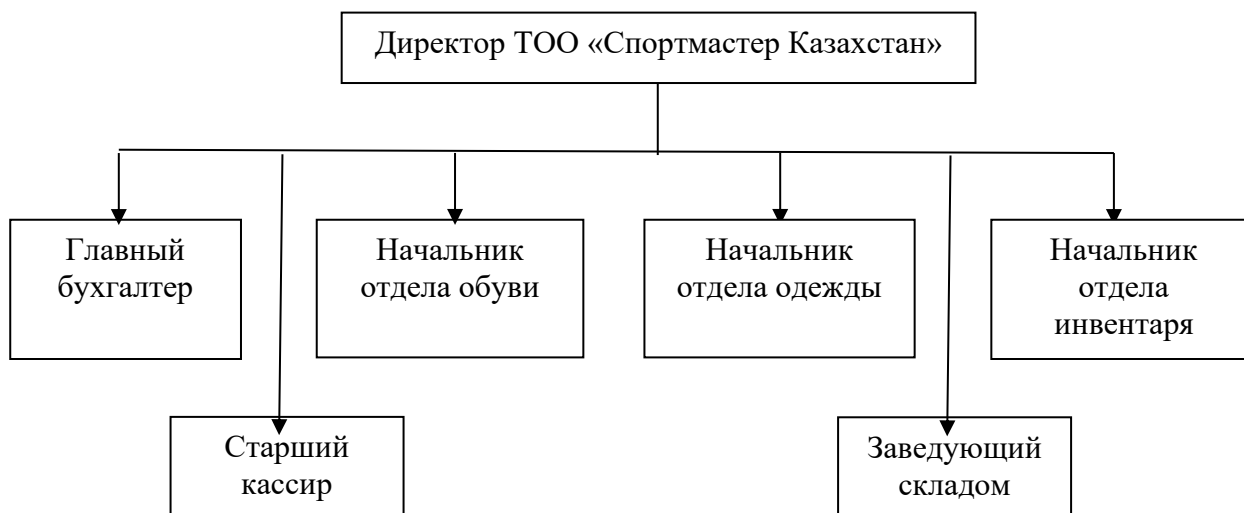 Директор ТОО «Спортмастер Казахстан»
Главный
бухгалтер
Начальник
отдела обуви
Начальник
отдела одежды
Начальник
отдела
инвентаря
Старший
кассир
Заведующий
складом